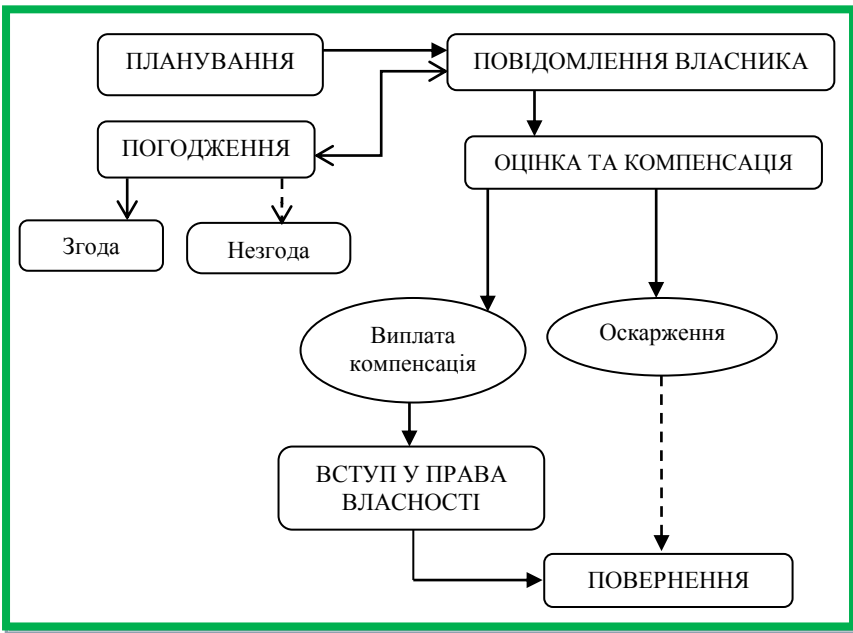 ПЛАНУВАННЯ
ПОВІДОМЛЕННЯ ВЛАСНИКА
ПОГОДЖЕННЯ
ОЦІНКА ТА КОМПЕНСАЦІЯ
Згода
Незгода
Виплата
компенсація
Оскарження
ВСТУП У ПРАВА
ВЛАСНОСТІ
ПОВЕРНЕННЯ